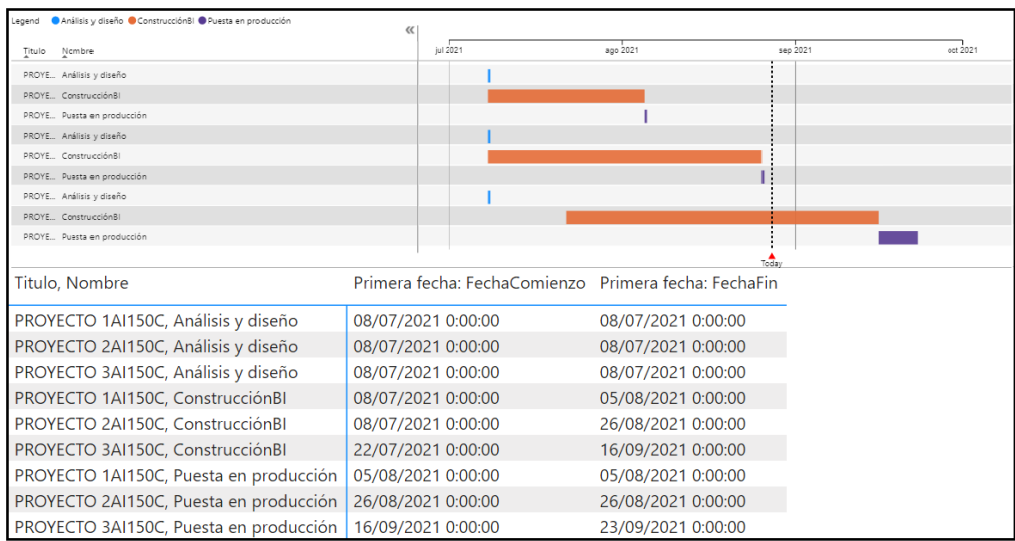 Legend Análisis y diseño ConstrucciónBI Puesta en producción
«
jul 2021 ago 2021 sep 2021 oct 2021
Titulo Nombre
PROYE... Análisis y diseño
PROYE... ConstrucciónBI
PROYE... Puesta en producción
PROYE... Análisis y diseño
PROYE... ConstrucciónBI
PROYE... Puesta en producción
PROYE... Análisis y diseño
PROYE... ConstrucciónBI
PROYE... Puesta en producción
Today
Titulo, Nombre Primera fecha: FechaComienzo Primera fecha: FechaFin
PROYECTO 1AI150C, Análisis y diseño 08/07/2021 0:00:00 08/07/2021 0:00:00
PROYECTO 2AI150C, Análisis y diseño 08/07/2021 0:00:00 08/07/2021 0:00:00
PROYECTO 3AI150C, Análisis y diseño 08/07/2021 0:00:00 08/07/2021 0:00:00
PROYECTO 1AI150C, ConstrucciónBI 08/07/2021 0:00:00 05/08/2021 0:00:00
PROYECTO 2AI150C, ConstrucciónBI 08/07/2021 0:00:00 26/08/2021 0:00:00
PROYECTO 3AI150C, ConstrucciónBI 22/07/2021 0:00:00 16/09/2021 0:00:00
PROYECTO 1AI150C, Puesta en producción 05/08/2021 0:00:00 05/08/2021 0:00:00
PROYECTO 2AI150C, Puesta en producción 26/08/2021 0:00:00 26/08/2021 0:00:00
PROYECTO 3AI150C, Puesta en producción 16/09/2021 0:00:00 23/09/2021 0:00:00